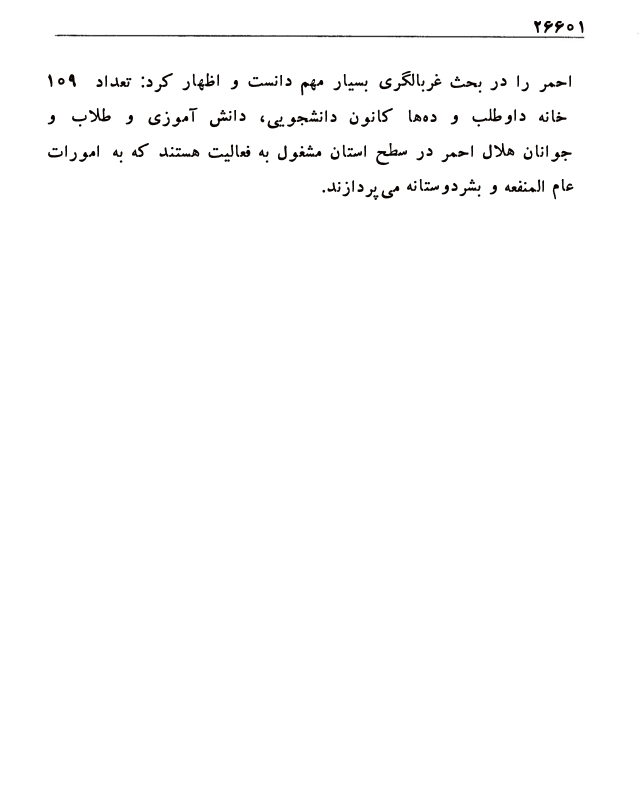 ۲۶۶۰۱
احمر را در بحث غربالگری بسیار مهم دانست و اظهار کرد: تعداد ۱۰۹
خانه داوطلب و ده‌ها کانون دانشجویی، دانش آموزی و طلاب و
جوانان هلال احمر در سطح استان مشغول به فعالیت هستند که به امورات
عام المنفعه و بشردوستانه می‌پردازند.